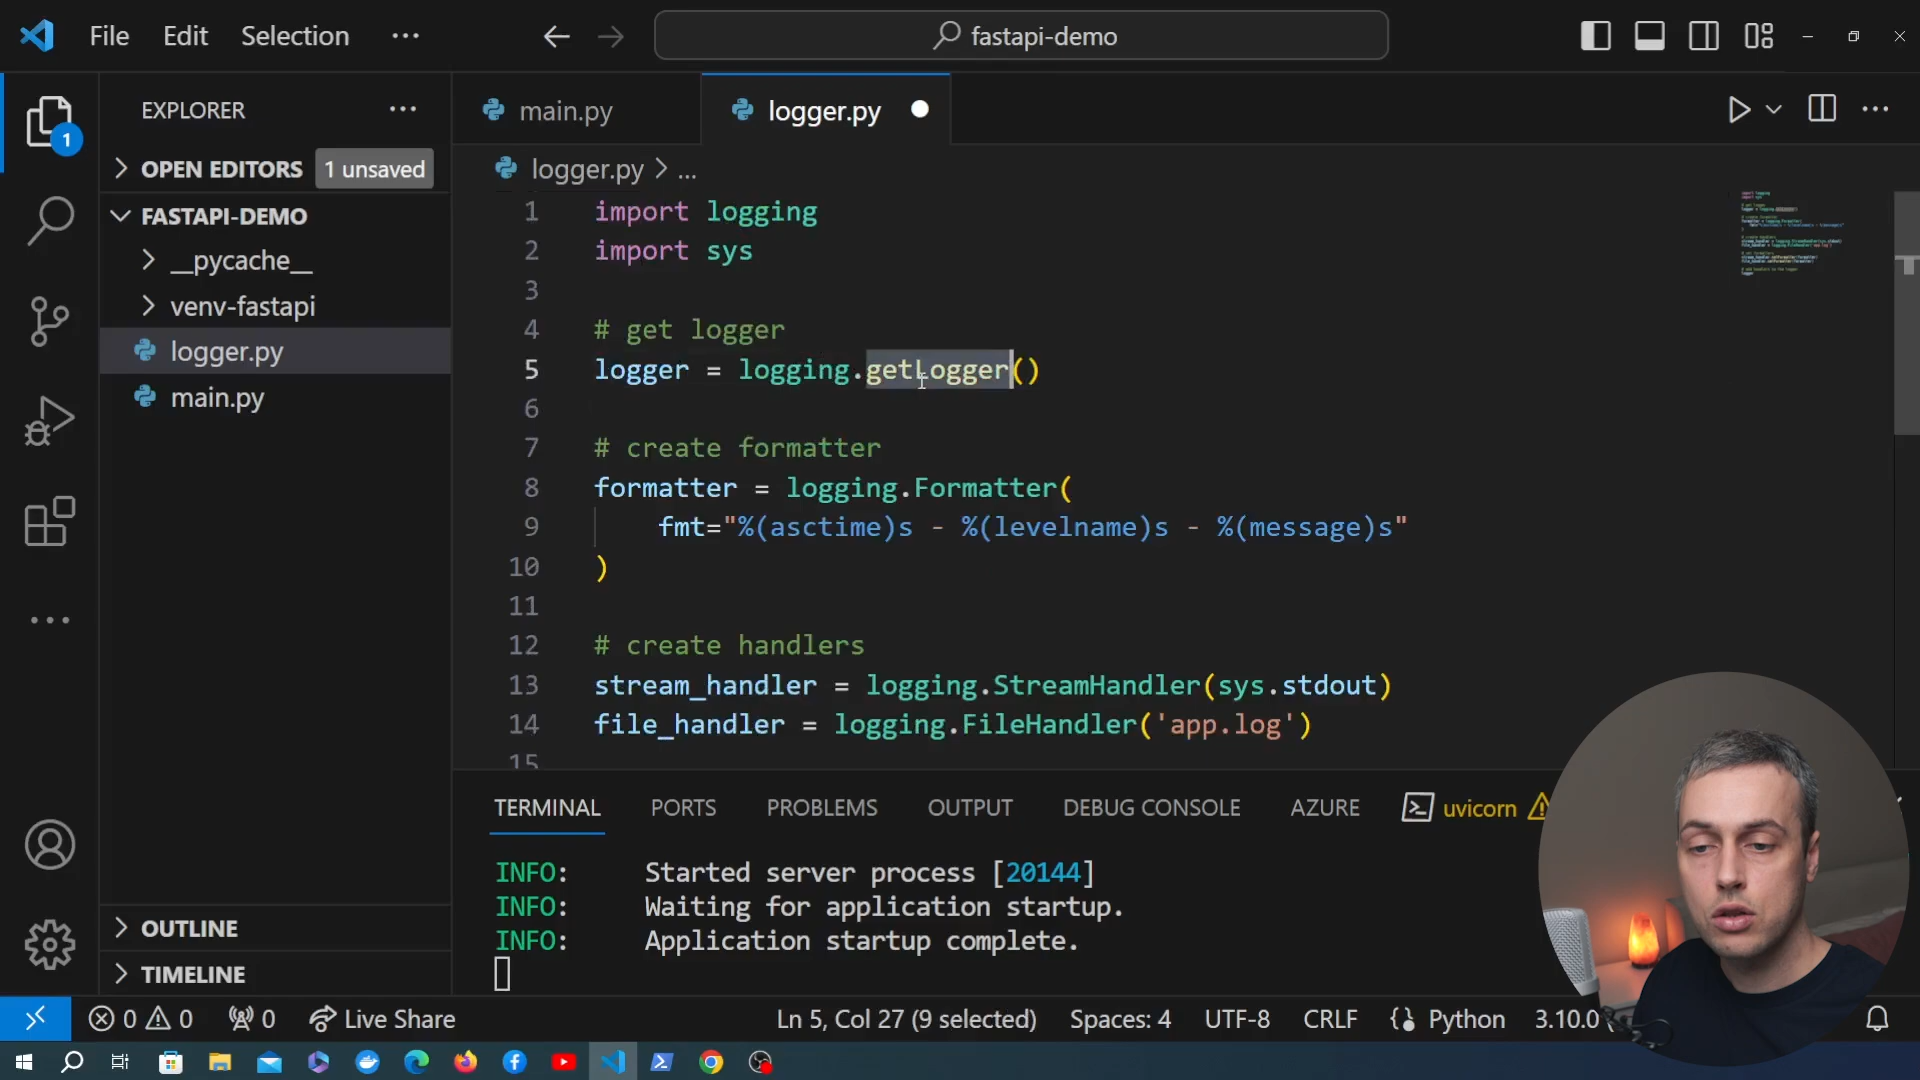 File Edit Selection ... fastapi-demo
EXPLORER ...
main.py logger.py
OPEN EDITORS 1 unsaved
logger.py > ...
FASTAPI-DEMO
__pycache__
venv-fastapi
logger.py
main.py
1
OUTLINE
TIMELINE
1 import logging
2 import sys
3
4 # get logger
5 logger = logging.getLogger()
6
7 # create formatter
8 formatter = logging.Formatter(
9 fmt="%(asctime)s - %(levelname)s - %(message)s"
10 )
11
12 # create handlers
13 stream_handler = logging.StreamHandler(sys.stdout)
14 file_handler = logging.FileHandler('app.log')
15
TERMINAL PORTS PROBLEMS OUTPUT DEBUG CONSOLE AZURE uvicorn
INFO: Started server process [20144]
INFO: Waiting for application startup.
INFO: Application startup complete.
0 0 0 Live Share Ln 5, Col 27 (9 selected) Spaces: 4 UTF-8 CRLF Python 3.10.0